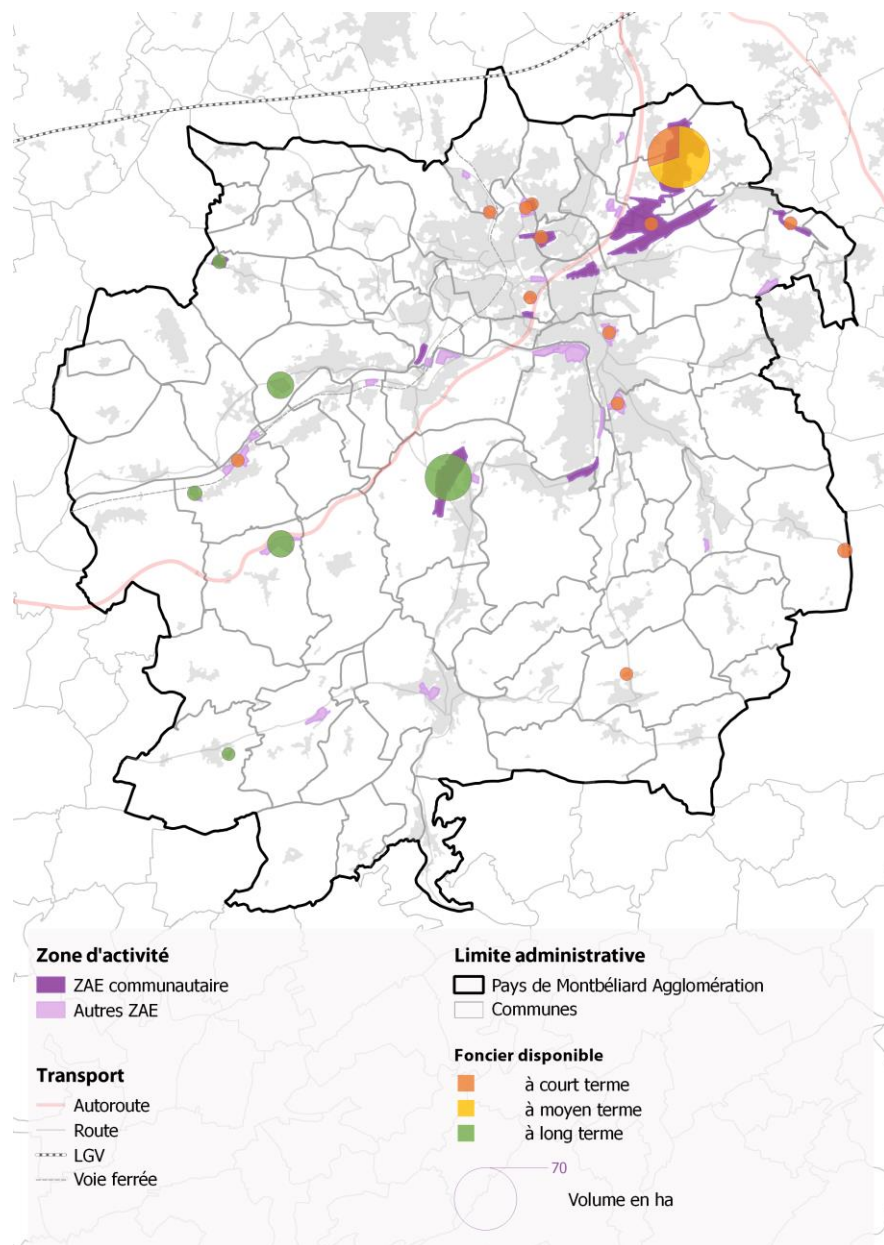 Zone d'activité
ZAE communautaire
Autres ZAE
Transport
Autoroute
Route
LGV
Voie ferrée
Limite administrative
Pays de Montbéliard Agglomération
Communes
Foncier disponible
à court terme
à moyen terme
à long terme
70
Volume en ha